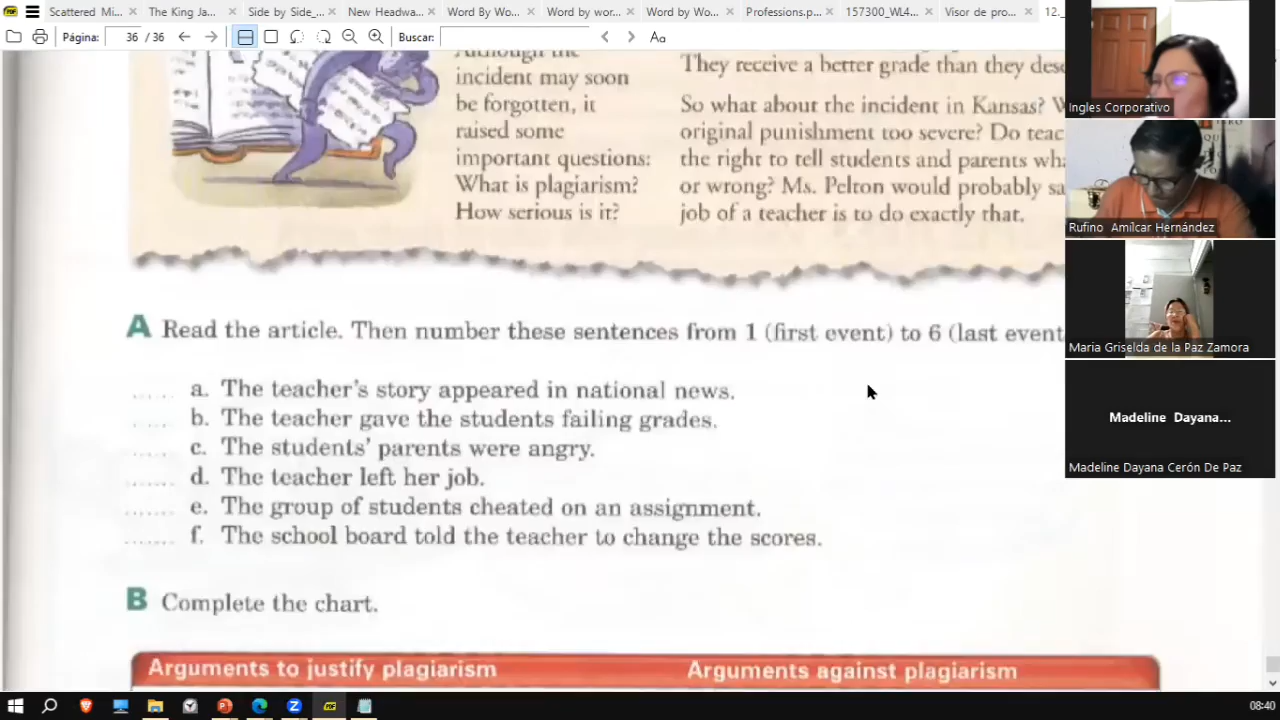 Scattered Mi...
The King Ja...
Side by Side_...
New Headwa...
Word By Wo...
Word by wor...
Word by Wo...
Professions.p...
157300_WL4...
Visor de pro...
12._
Página:
36 / 36
Buscar:
Aa
Although the
incident may soon
be forgotten, it
raised some
important questions:
What is plagiarism?
How serious is it?
They receive a better grade than they dese
So what about the incident in Kansas? W
original punishment too severe? Do teac
the right to tell students and parents wh
or wrong? Ms. Pelton would probably sa
job of a teacher is to do exactly that.
A Read the article. Then number these sentences from 1 (first event) to 6 (last event
...... a. The teacher's story appeared in national news.
...... b. The teacher gave the students failing grades.
...... c. The students' parents were angry.
...... d. The teacher left her job.
...... e. The group of students cheated on an assignment.
...... f. The school board told the teacher to change the scores.
B Complete the chart.
Arguments to justify plagiarism
Arguments against plagiarism
Ingles Corporativo
Rufino Amílcar Hernández
Maria Griselda de la Paz Zamora
Madeline Dayana...
Madeline Dayana Cerón De Paz
08:40